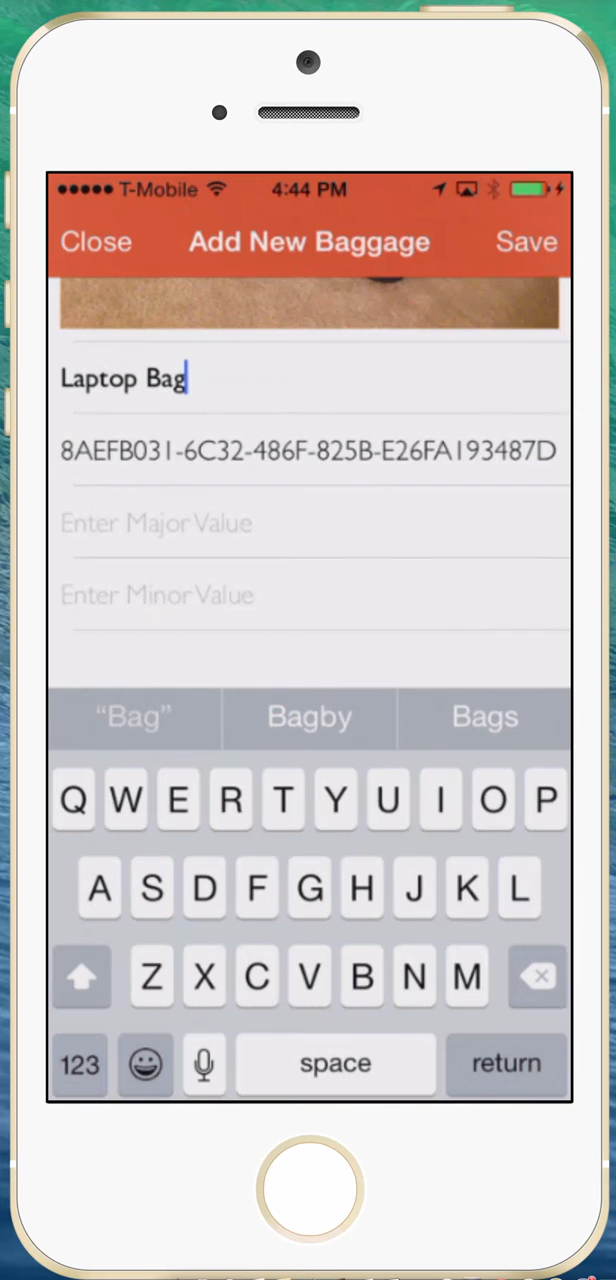 ●●●●● T-Mobile 4:44 PM
Close Add New Baggage Save
Laptop Bag
8AEFB031-6C32-486F-825B-E26FA193487D
Enter Major Value
Enter Minor Value
“Bag” Bagby Bags
Q W E R T Y U I O P
A S D F G H J K L
Z X C V B N M
123 space return